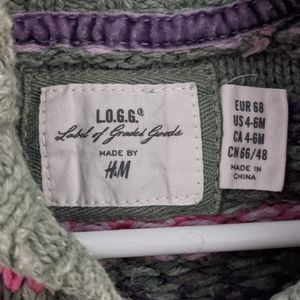 L.O.G.G.®
Label of Graded Goods
MADE BY
H&M
EUR 68
US 4-6M
CA 4-6M
CN 66/48
MADE IN
CHINA